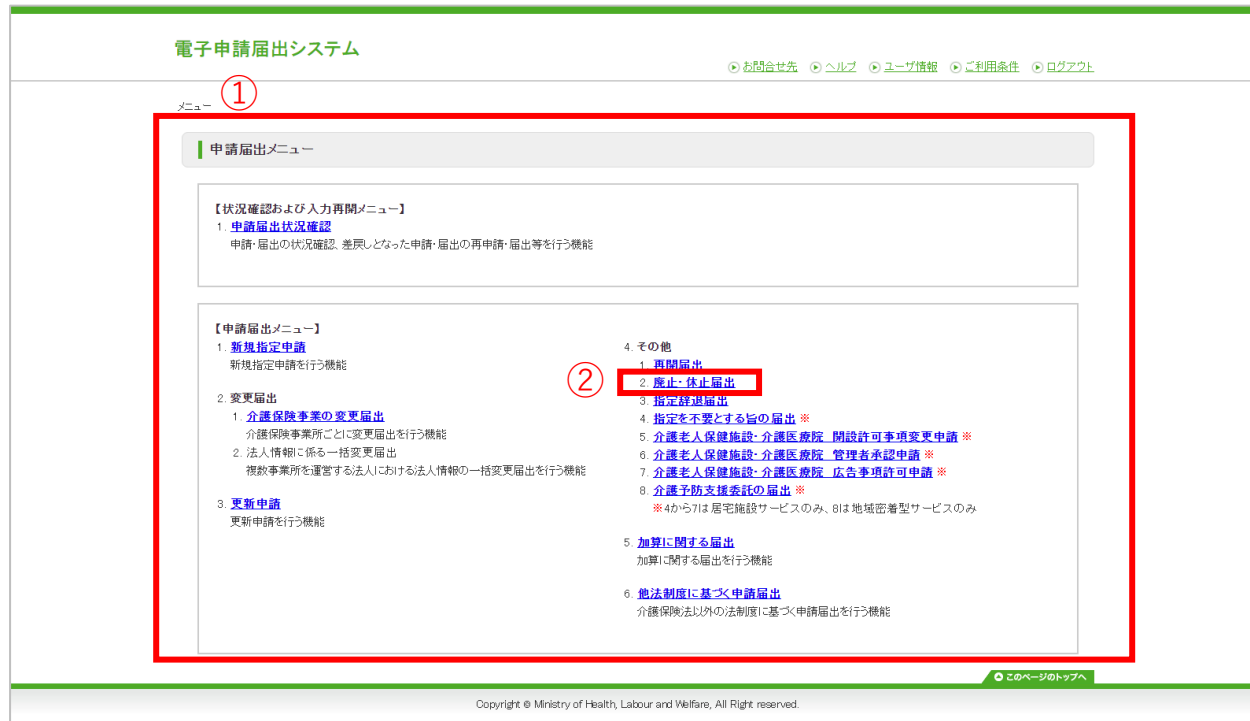 電子申請届出システム
お問合せ先 ヘルプ ユーザ情報 ご利用条件 ログアウト
①
メニュー
申請届出メニュー
【状況確認および入力再開メニュー】
1. 申請届出状況確認
申請・届出の状況確認、差戻しとなった申請・届出の再申請・届出等を行う機能
【申請届出メニュー】
1. 新規指定申請
新規指定申請を行う機能
2. 変更届出
1. 介護保険事業の変更届出
介護保険事業所ごとに変更届出を行う機能
2. 法人情報に係る一括変更届出
複数事業所を運営する法人における法人情報の一括変更届出を行う機能
3. 更新申請
更新申請を行う機能
4. その他
1. 再開届出
②
2. 廃止・休止届出
3. 指定辞退届出
4. 指定を不要とする旨の届出 ※
5. 介護老人保健施設・介護医療院 開設許可事項変更申請 ※
6. 介護老人保健施設・介護医療院 管理者承認申請 ※
7. 介護老人保健施設・介護医療院 広告事項許可申請 ※
8. 介護予防支援委託の届出 ※
※4から7は居宅施設サービスのみ、8は地域密着型サービスのみ
5. 加算に関する届出
加算に関する届出を行う機能
6. 他法制度に基づく申請届出
介護保険法以外の法制度に基づく申請届出を行う機能
このページのトップへ
Copyright © Ministry of Health, Labour and Welfare, All Right reserved.